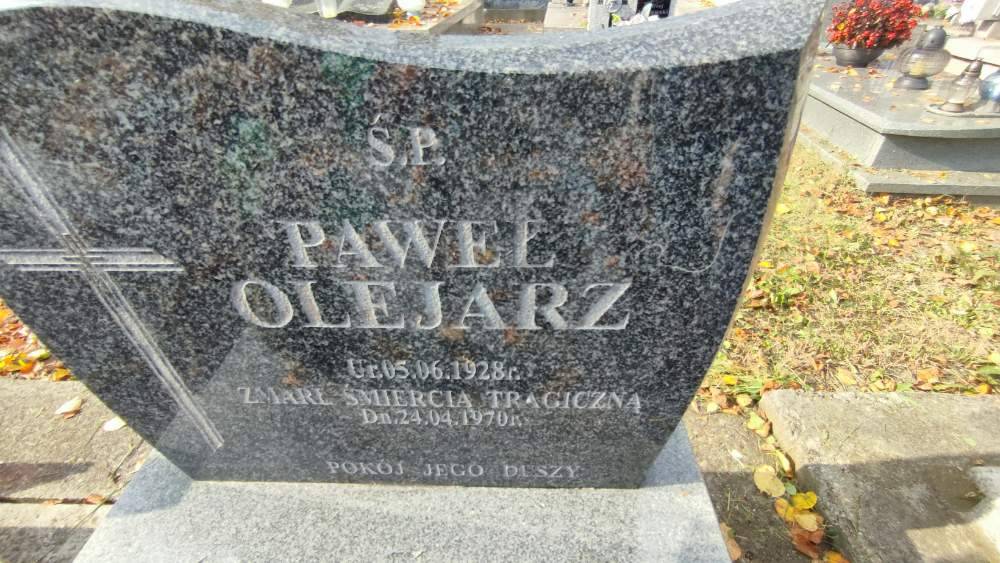 Ś.P.
PAWEŁ
OLEJARZ
Ur.05.06.1928r.
ZMARŁ ŚMIERCIĄ TRAGICZNĄ
Dn.24.04.1970r.
POKÓJ JEGO DUSZY